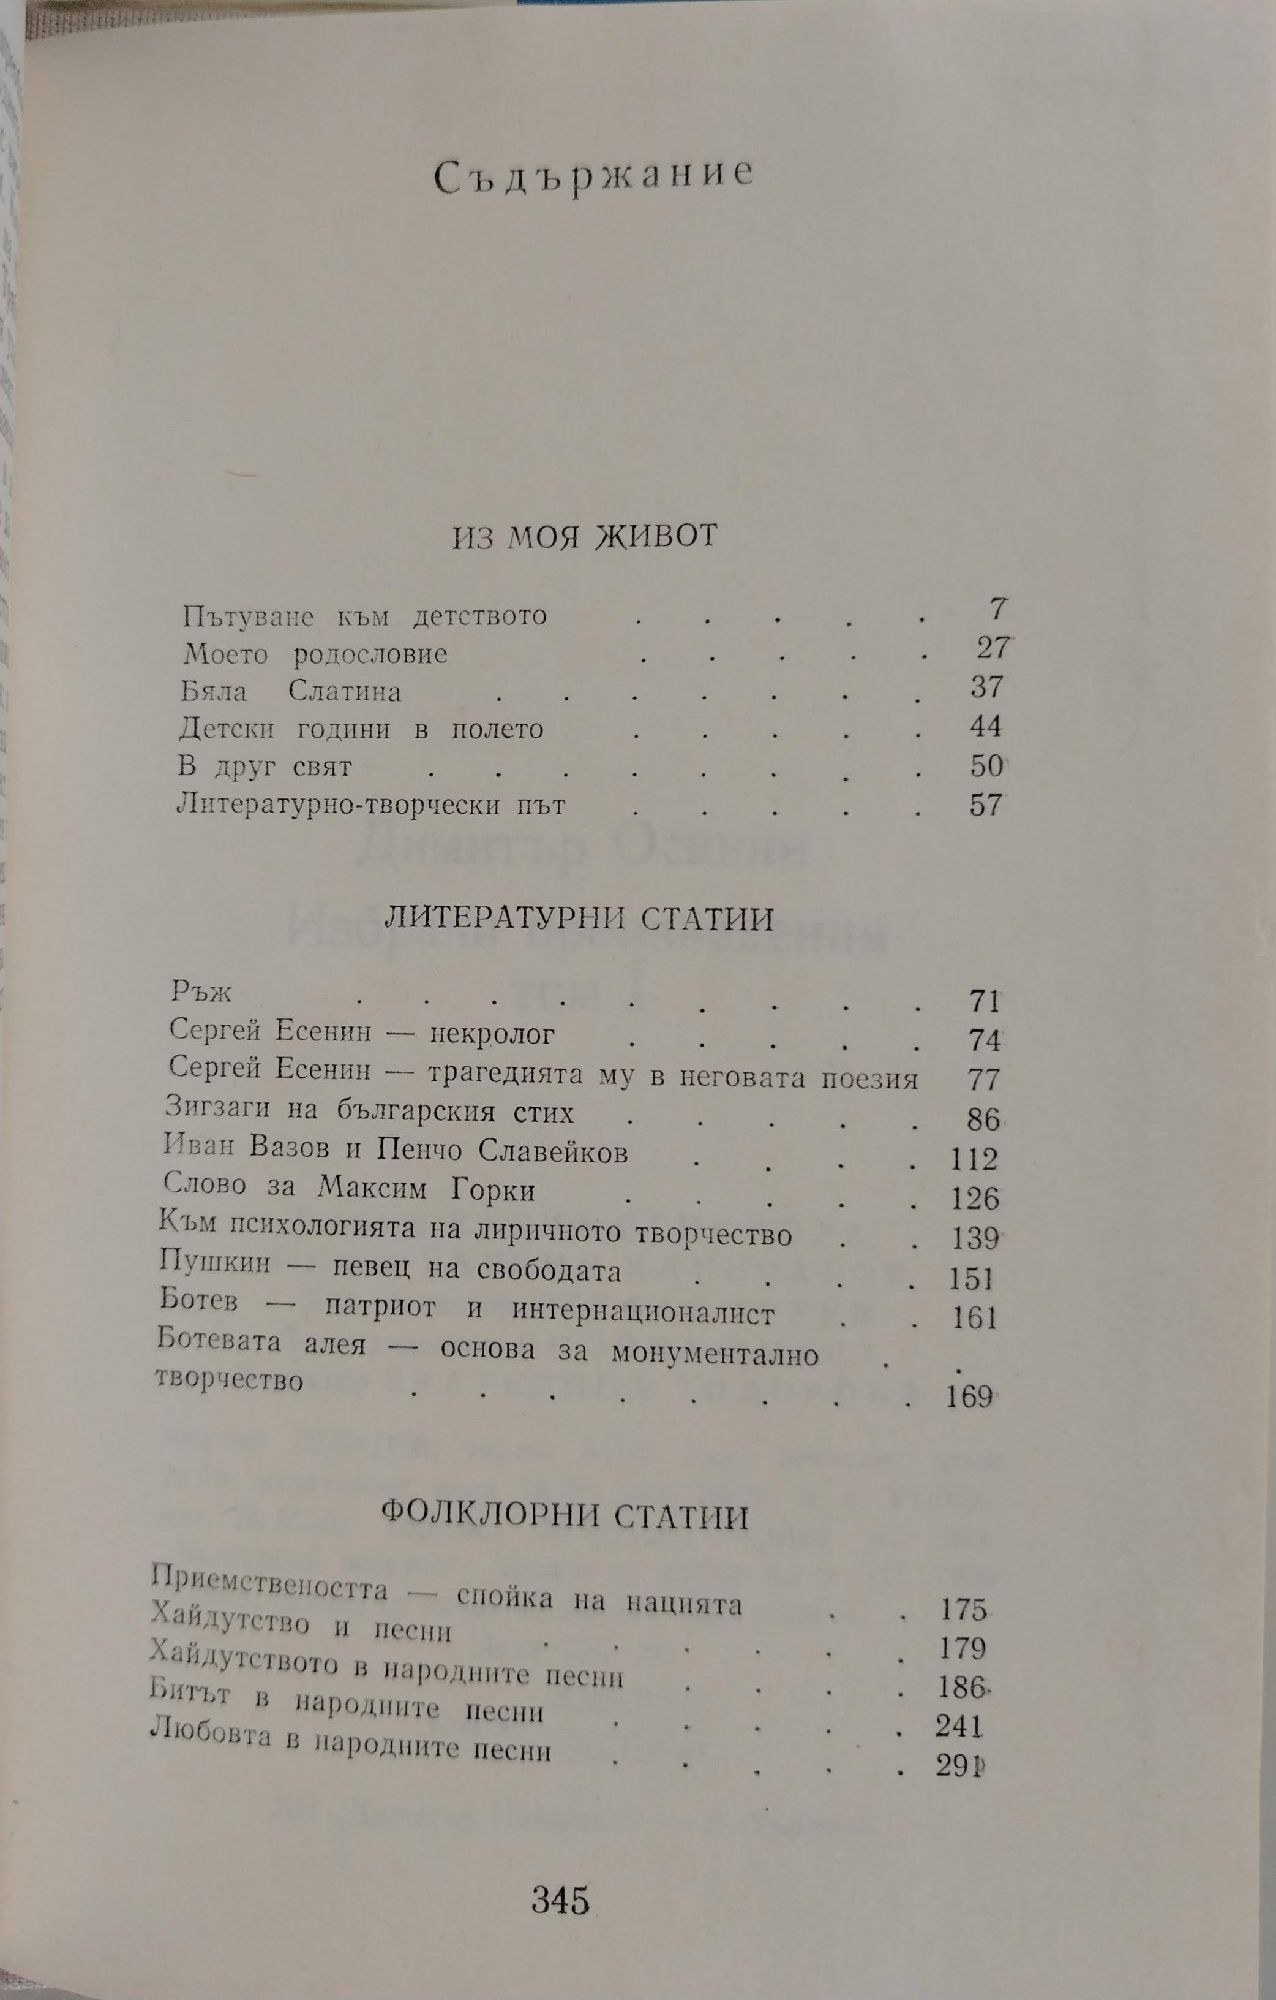 Съдържание
ИЗ МОЯ ЖИВОТ
Пътуване към детството . . . . . 7
Моето родословие . . . . . 27
Бяла Слатина . . . . . . . 37
Детски години в полето . . . . . 44
В друг свят . . . . . . . . 50
Литературно-творчески път . . . . . 57
ЛИТЕРАТУРНИ СТАТИИ
Ръж . . . . . . . . . 71
Сергей Есенин — некролог . . . . . 74
Сергей Есенин — трагедията му в неговата поезия 77
Зигзаги на българския стих . . . . . 86
Иван Вазов и Пенчо Славейков . . . . 112
Слово за Максим Горки . . . . . 126
Към психологията на лиричното творчество . . 139
Пушкин — певец на свободата . . . . 151
Ботев — патриот и интернационалист . . 161
Ботевата алея — основа за монументално . .
творчество . . . . . . . . 169
ФОЛКЛОРНИ СТАТИИ
Приемствеността — спойка на нацията . . 175
Хайдутство и песни . . . . . . 179
Хайдутството в народните песни . . . . 186
Битът в народните песни . . . . . 241
Любовта в народните песни . . . . . 291
345